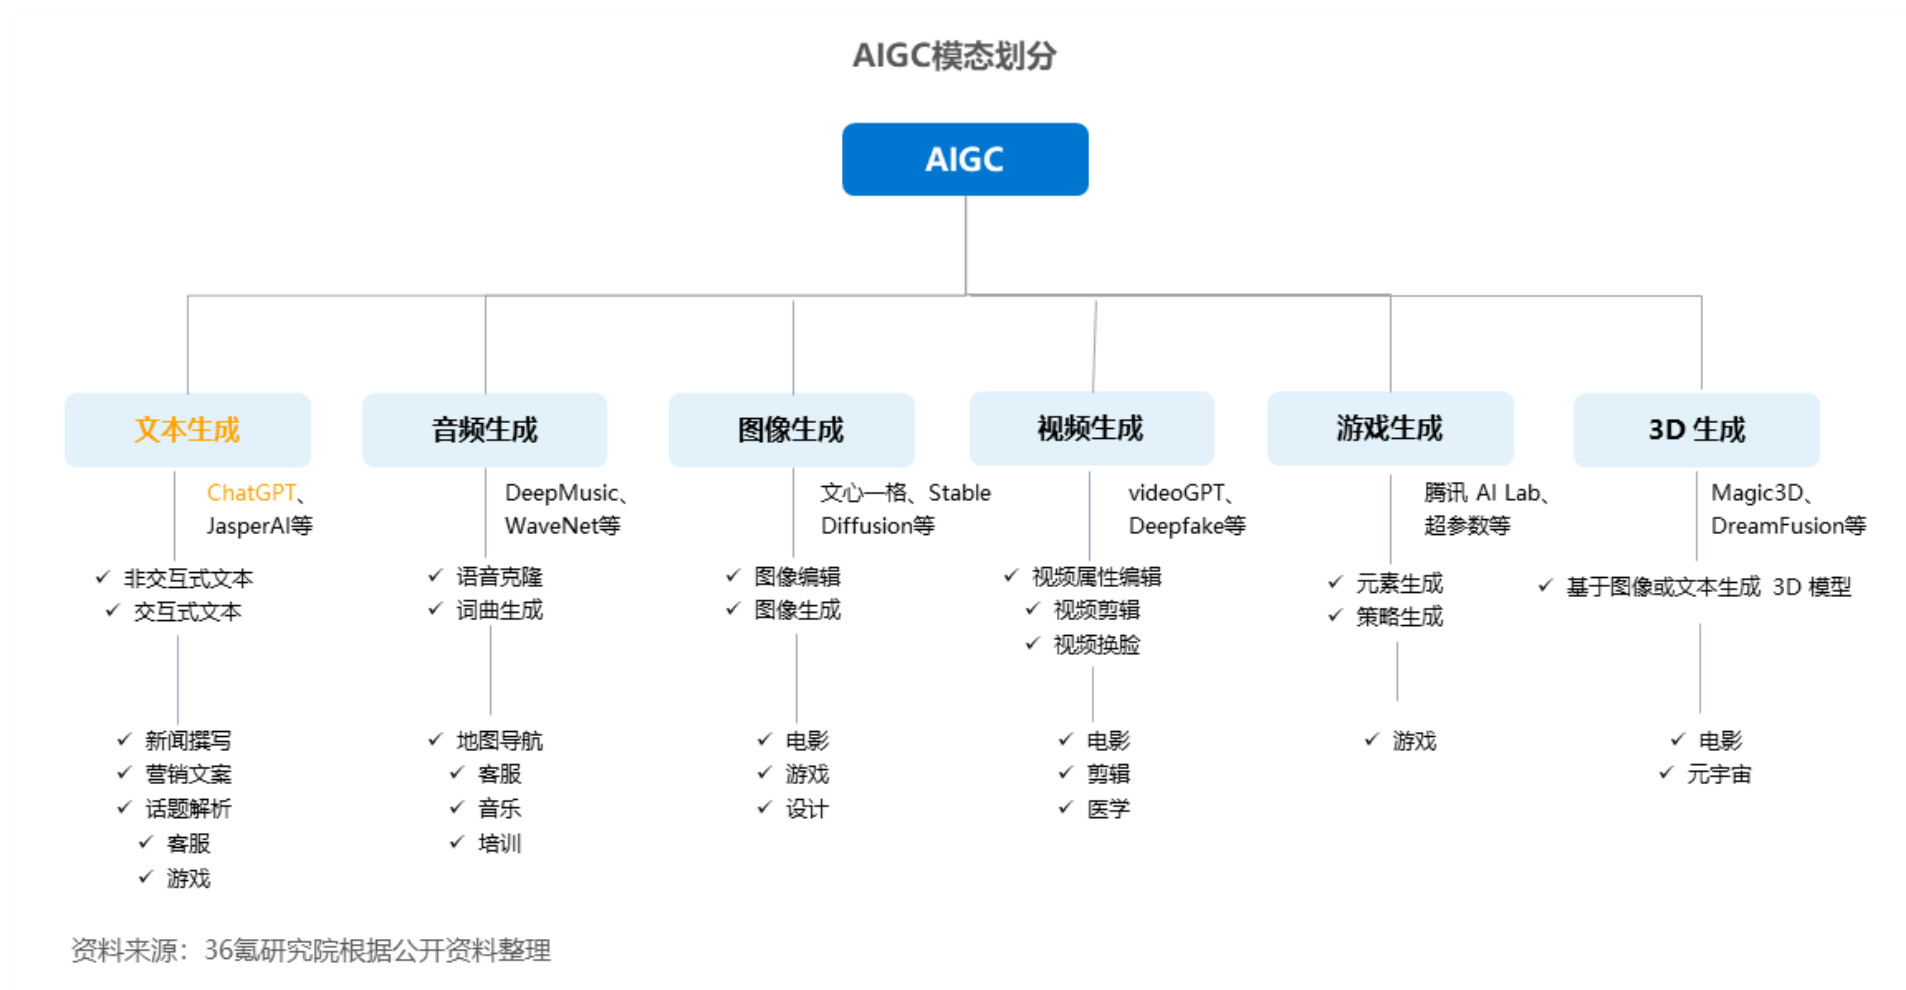 AIGC模态划分
AIGC
文本生成
ChatGPT、
JasperAI等
非交互式文本
交互式文本
新闻撰写
营销文案
话题解析
客服
游戏
音频生成
DeepMusic、
WaveNet等
语音克隆
词曲生成
地图导航
客服
音乐
培训
图像生成
文心一格、Stable
Diffusion等
图像编辑
图像生成
电影
游戏
设计
视频生成
videoGPT、
Deepfake等
视频属性编辑
视频剪辑
视频换脸
电影
剪辑
医学
游戏生成
腾讯 AI Lab、
超参数等
元素生成
策略生成
游戏
3D 生成
Magic3D、
DreamFusion等
基于图像或文本生成 3D 模型
电影
元宇宙
资料来源：36氪研究院根据公开资料整理